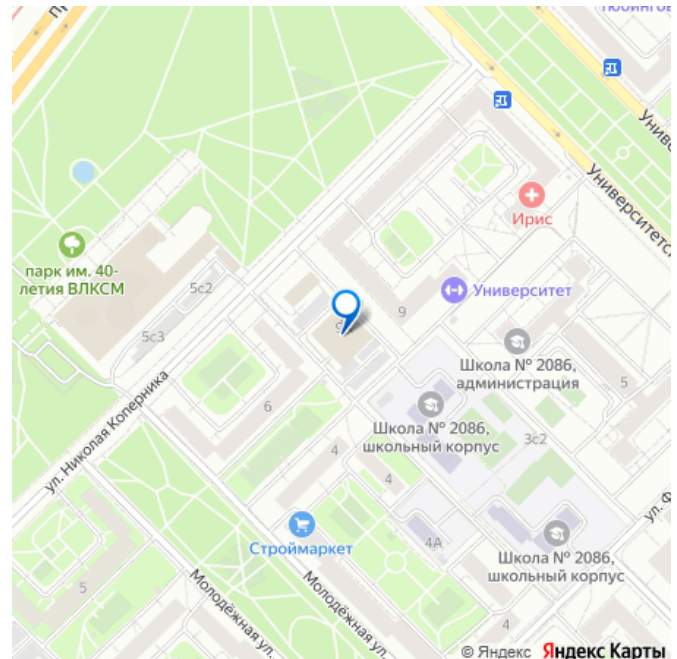 Университетс
Ирис
парк им. 40-
летия ВЛКСМ
5с2
5с3
Университет
9
Школа № 2086,
администрация
5
ул. Николая Коперника
6
Школа № 2086,
школьный корпус
3с2
4
4
Строймаркет
4А
Школа № 2086,
школьный корпус
5
Молодёжная ул.
Молодёжная ул.
4
© Яндекс Яндекс Карты